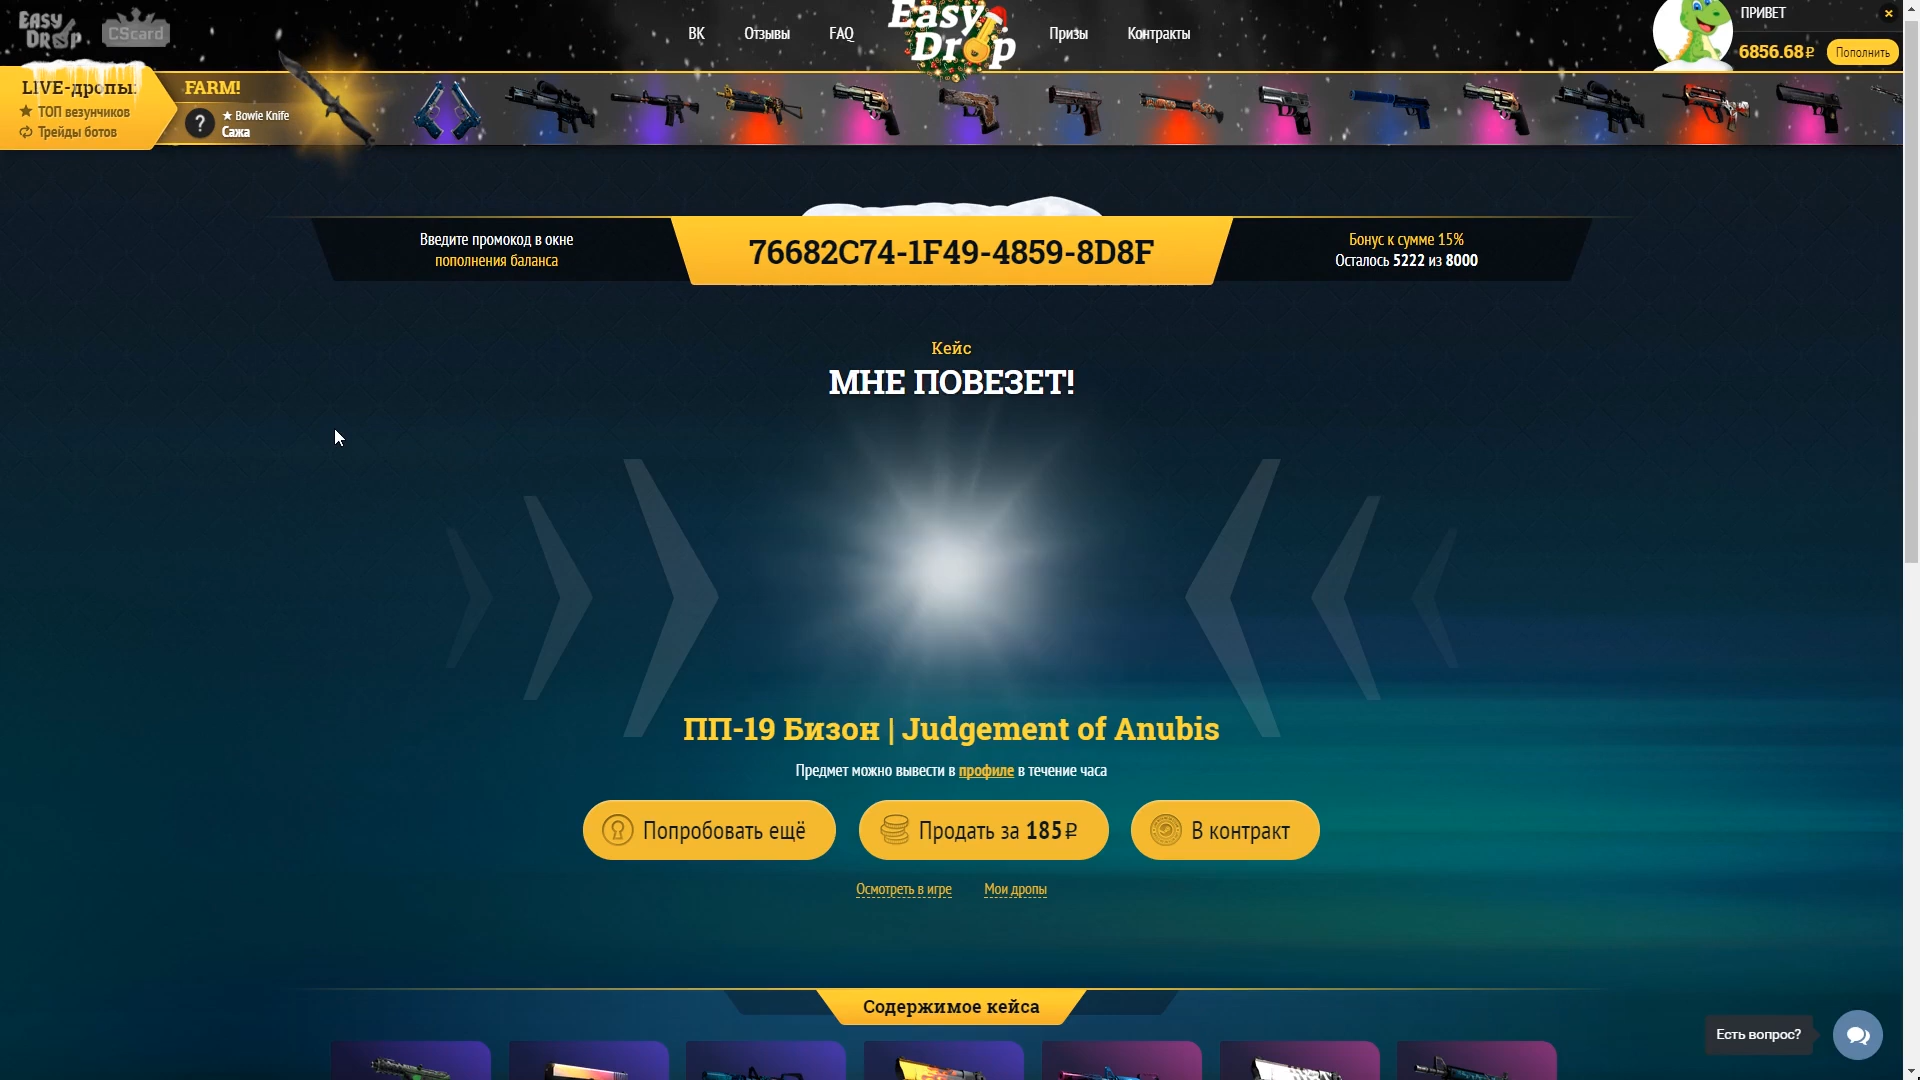 EASY DROP
CScard
ВК
Отзывы
FAQ
Easy Drop
Призы
Контракты
ПРИВЕТ
6856.68₽
Пополнить
LIVE-дропы:
ТОП везунчиков
Трейды ботов
FARM!
?
★ Bowie Knife
Сажа
Введите промокод в окне
пополнения баланса
76682C74-1F49-4859-8D8F
Бонус к сумме 15%
Осталось 5222 из 8000
Кейс
МНЕ ПОВЕЗЕТ!
ПП-19 Бизон | Judgement of Anubis
Предмет можно вывести в профиле в течение часа
Попробовать ещё
Продать за 185₽
В контракт
Осмотреть в игре
Мои дропы
Содержимое кейса
Есть вопрос?